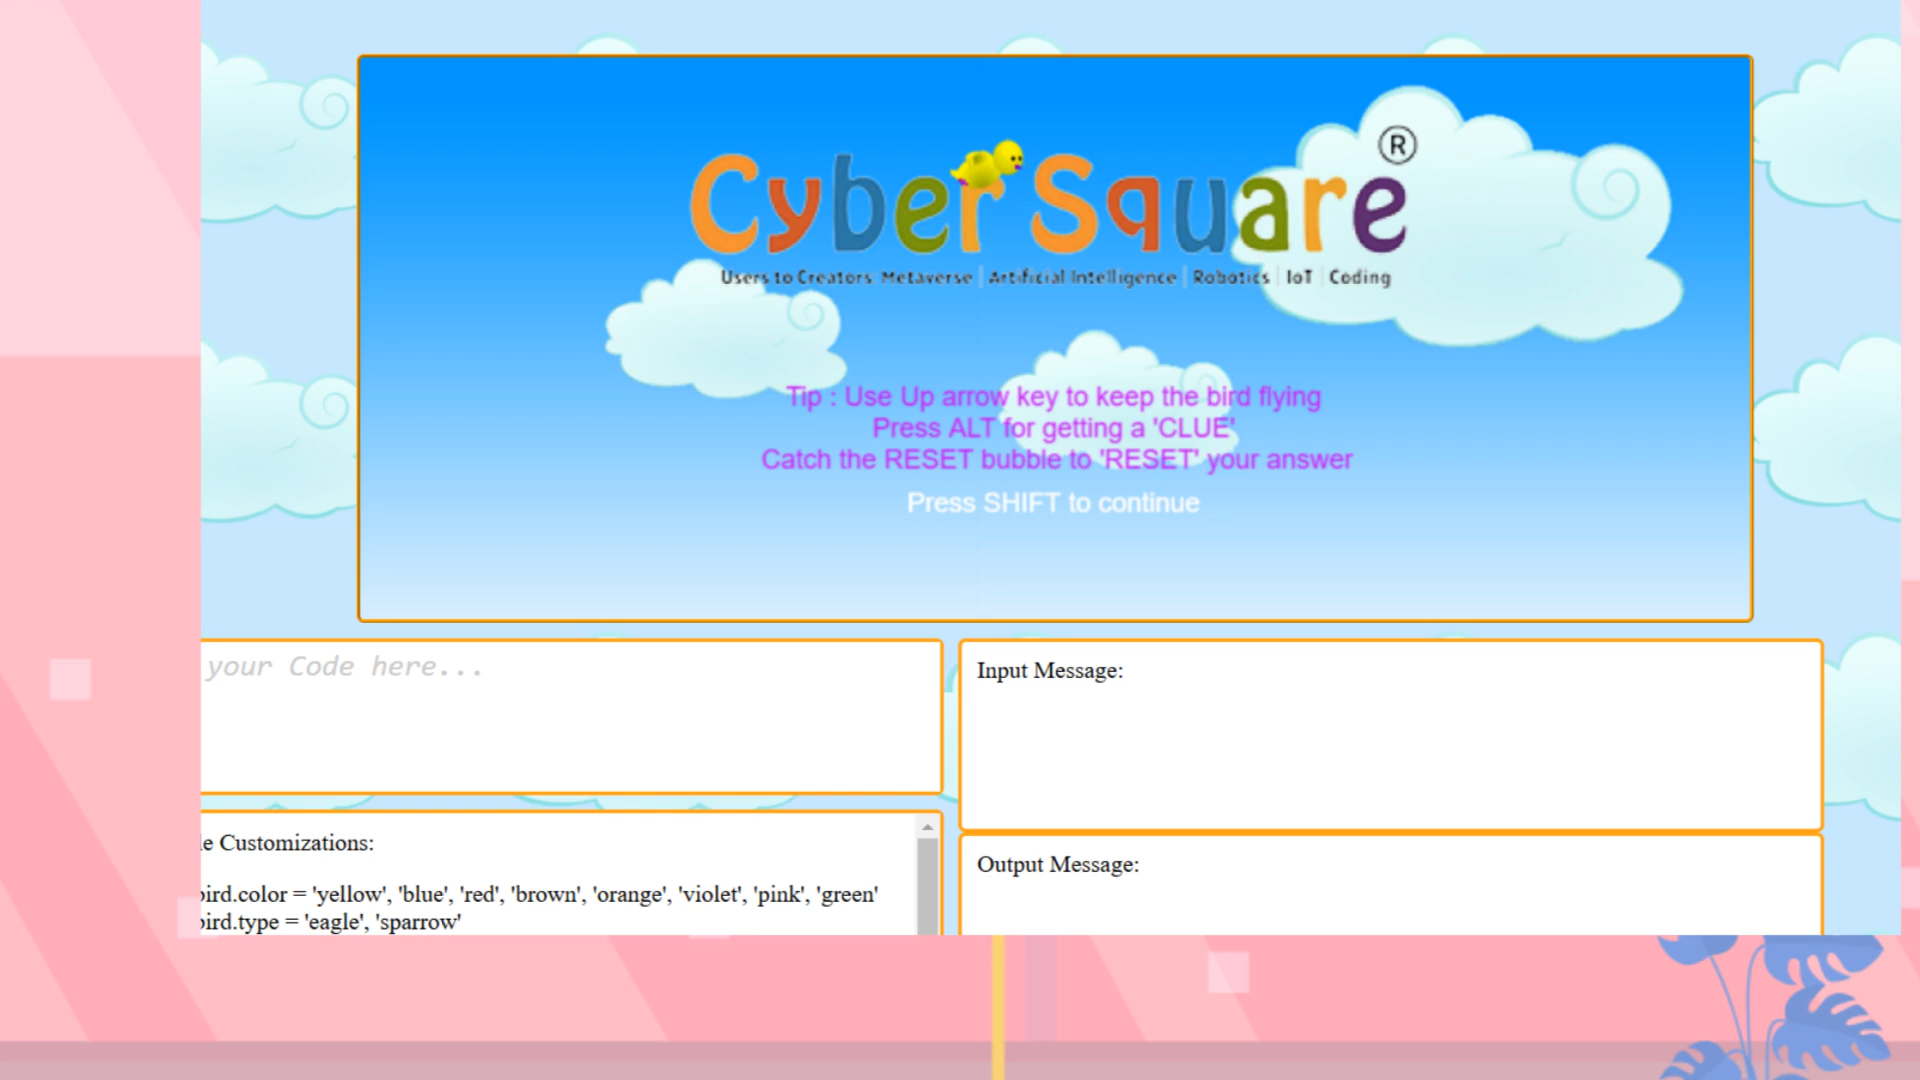 Cyber Square ®
Users to Creators: Metaverse | Artificial Intelligence | Robotics | IoT | Coding
Tip : Use Up arrow key to keep the bird flying
Press ALT for getting a 'CLUE'
Catch the RESET bubble to 'RESET' your answer
Press SHIFT to continue
your Code here...
Input Message:
e Customizations:
bird.color = 'yellow', 'blue', 'red', 'brown', 'orange', 'violet', 'pink', 'green'
bird.type = 'eagle', 'sparrow'
Output Message: